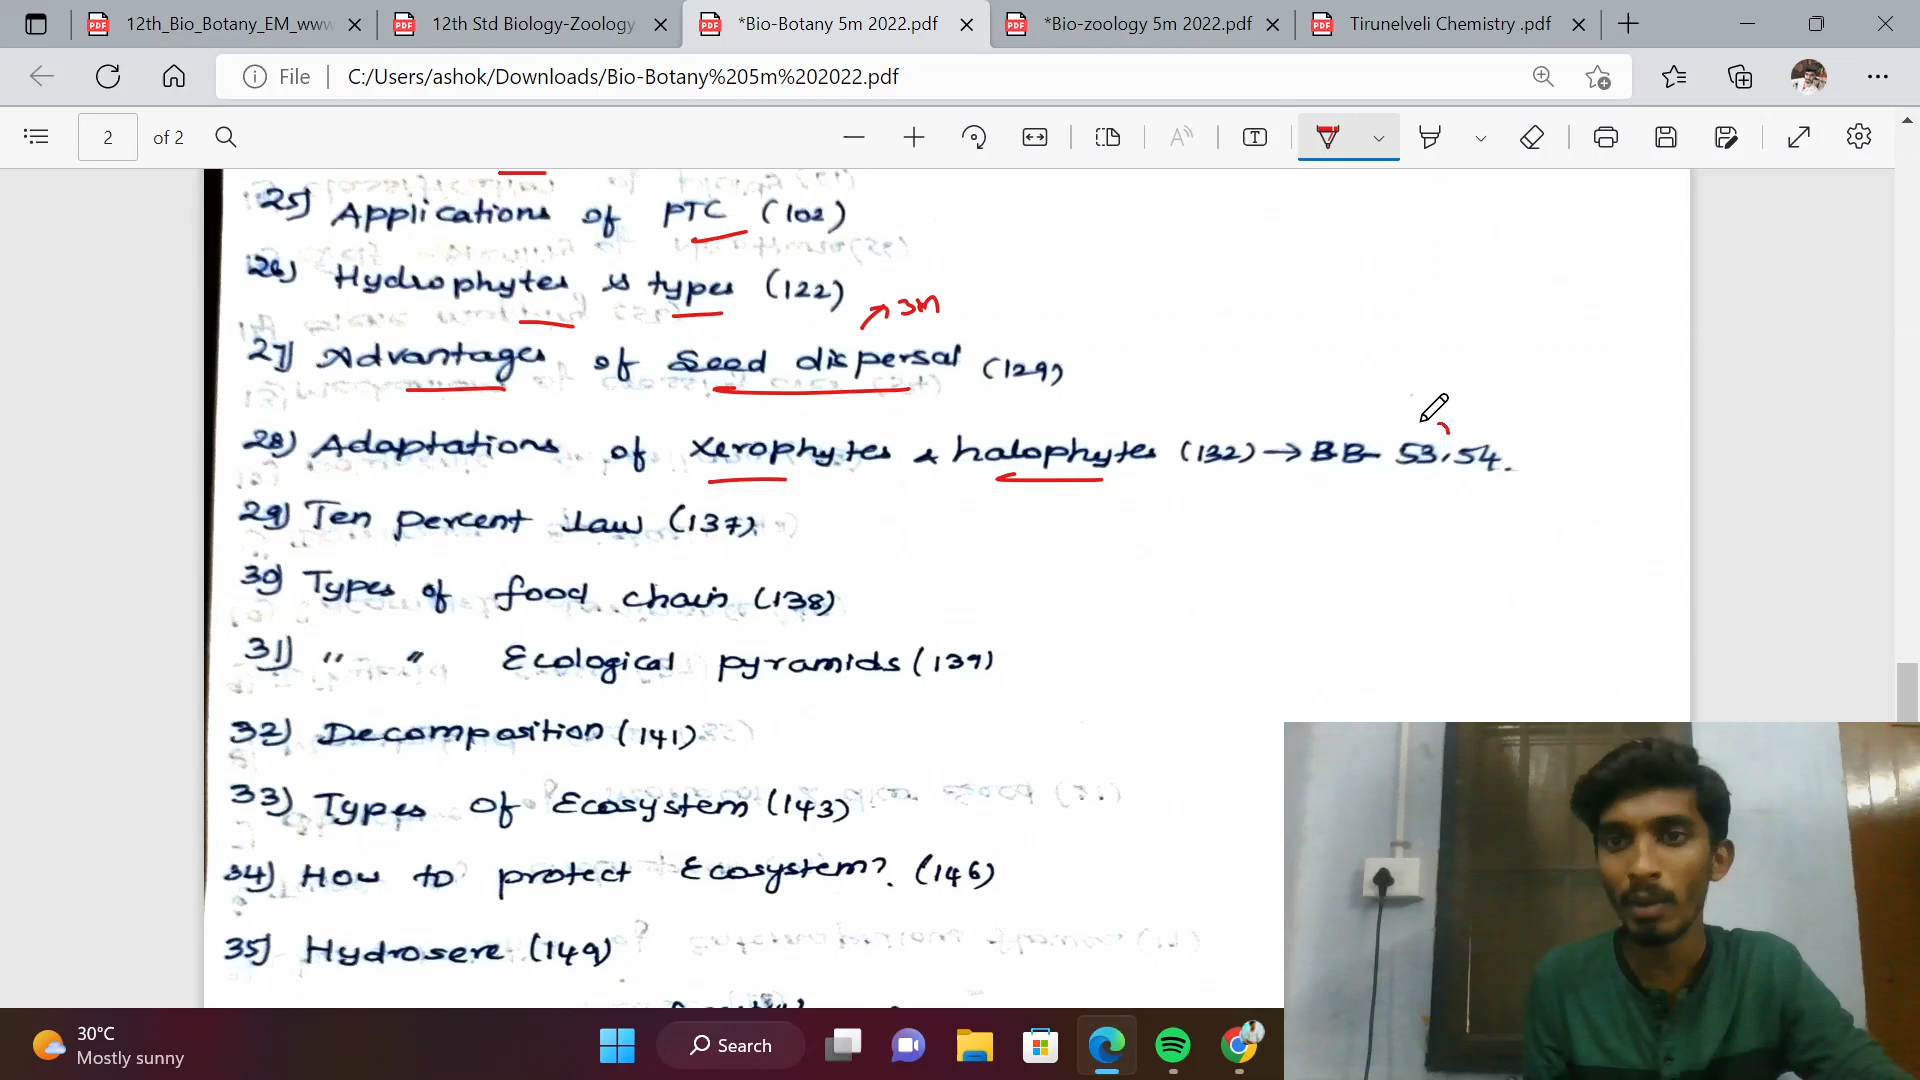 12th_Bio_Botany_EM_www
12th Std Biology-Zoology
*Bio-Botany 5m 2022.pdf
*Bio-zoology 5m 2022.pdf
Tirunelveli Chemistry .pdf
File
C:/Users/ashok/Downloads/Bio-Botany%205m%202022.pdf
2 of 2
25) Applications of PTC (102)
26) Hydrophytes & types (122)
3M
27) Advantages of Seed dispersal (129)
28) Adaptations of xerophytes & halophytes (132) → BB- 53,54.
29) Ten percent law (137)
30) Types of food chain (138)
31) " " Ecological pyramids (139)
32) Decomposition (141)
33) Types of Ecosystem (143)
34) How to protect Ecosystem? (146)
35) Hydrosere (149)
30°C
Mostly sunny
Search